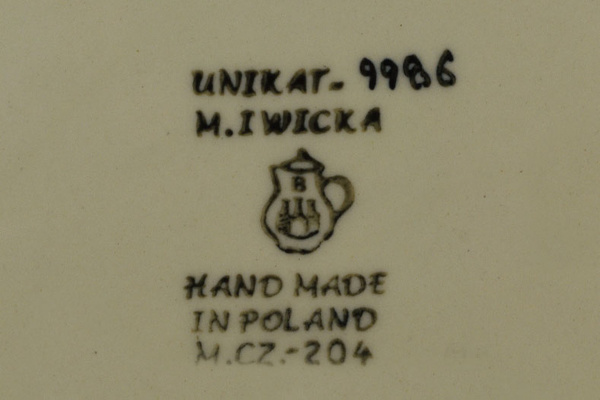 UNIKAT- 9986
M.IWICKA
B
HAND MADE
IN POLAND
M.CZ.-204